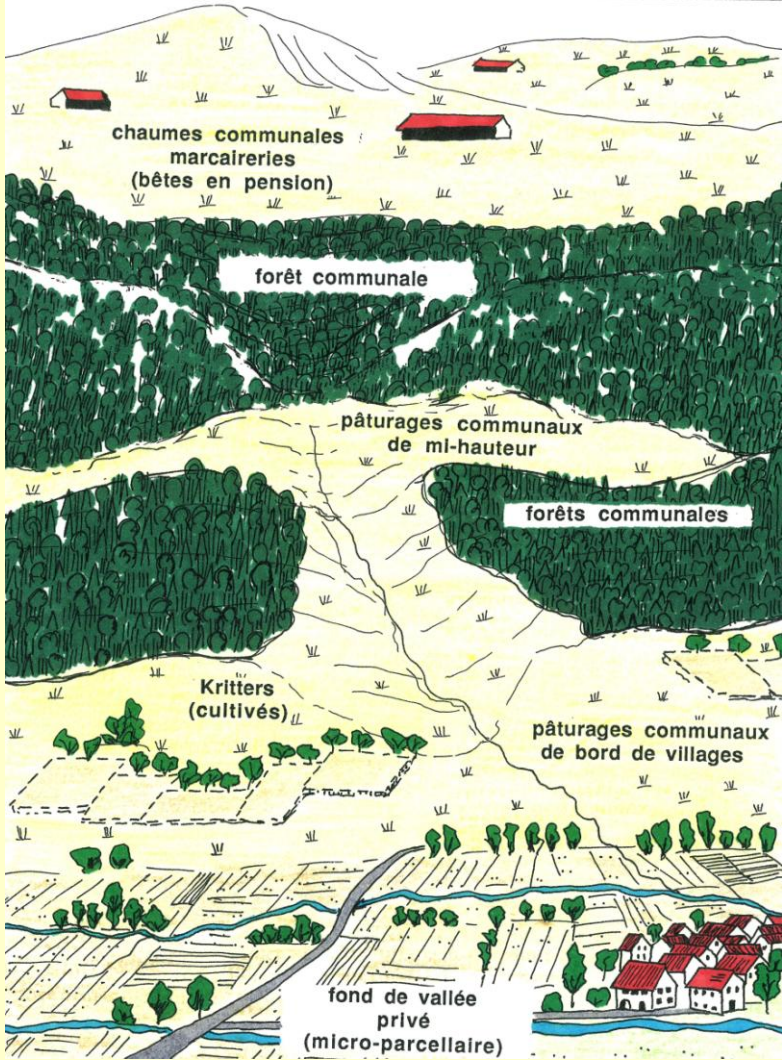 chaumes communales
marcaireries
(bêtes en pension)
forêt communale
pâturages communaux
de mi-hauteur
forêts communales
Kritters
(cultivés)
pâturages communaux
de bord de villages
fond de vallée
privé
(micro-parcellaire)